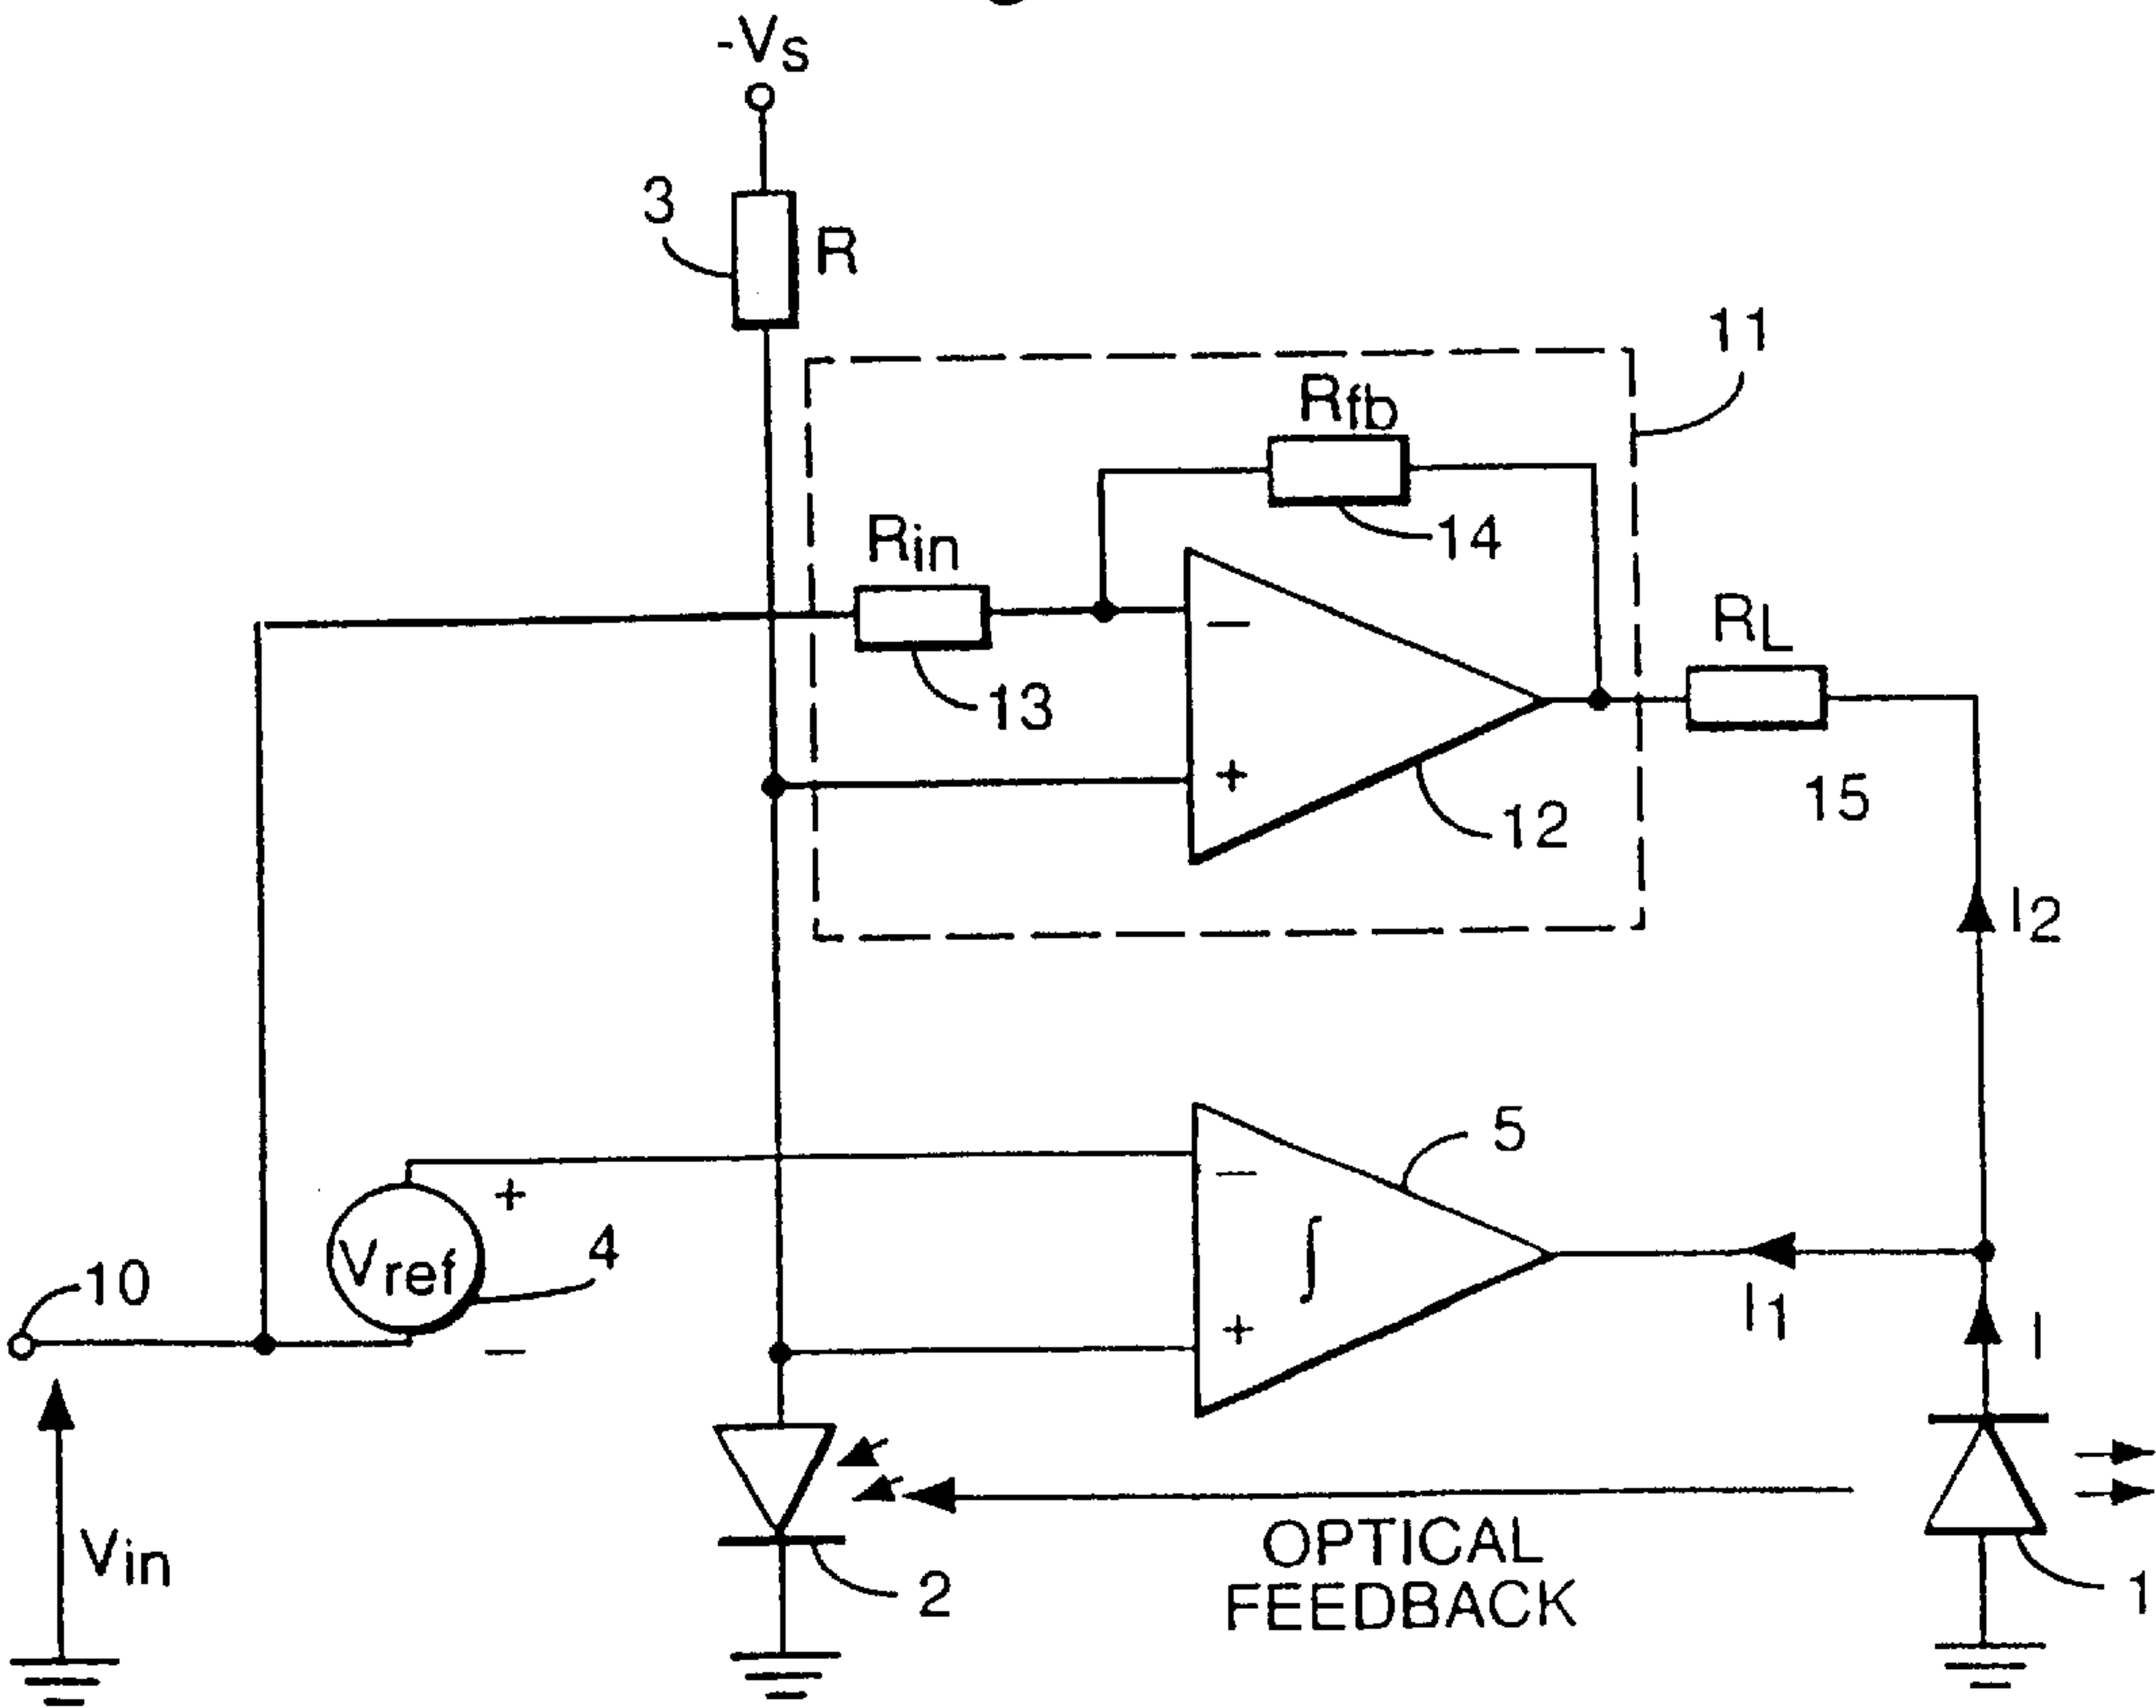 -Vs
3
R
11
Rfb
14
Rin
13
RL
−
+
12
15
I2
5
−
+
Vref
4
10
−
∫
+
I1
I
Vin
2
OPTICAL
FEEDBACK
1